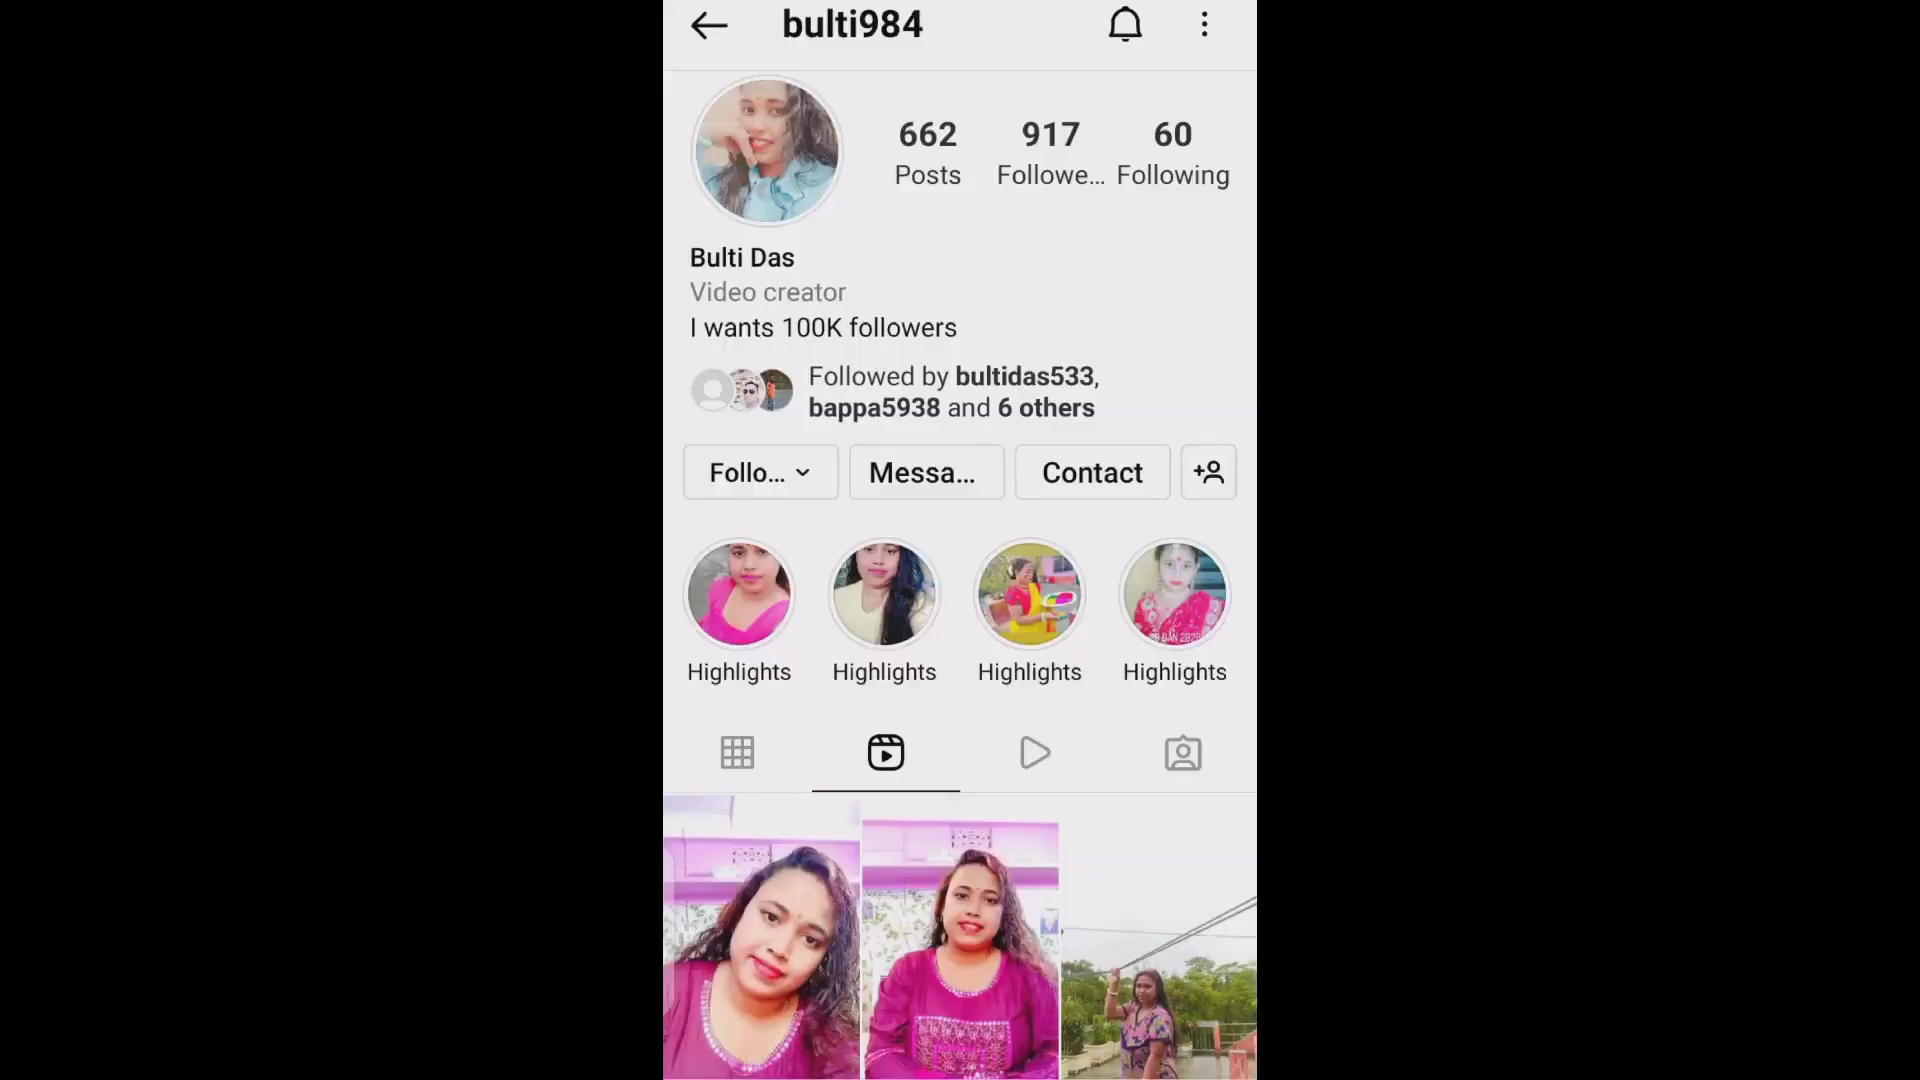 bulti984
662 917 60
Posts Followe... Following
Bulti Das
Video creator
I wants 100K followers
Followed by bultidas533,
bappa5938 and 6 others
Follo... Messa... Contact
Highlights Highlights Highlights Highlights